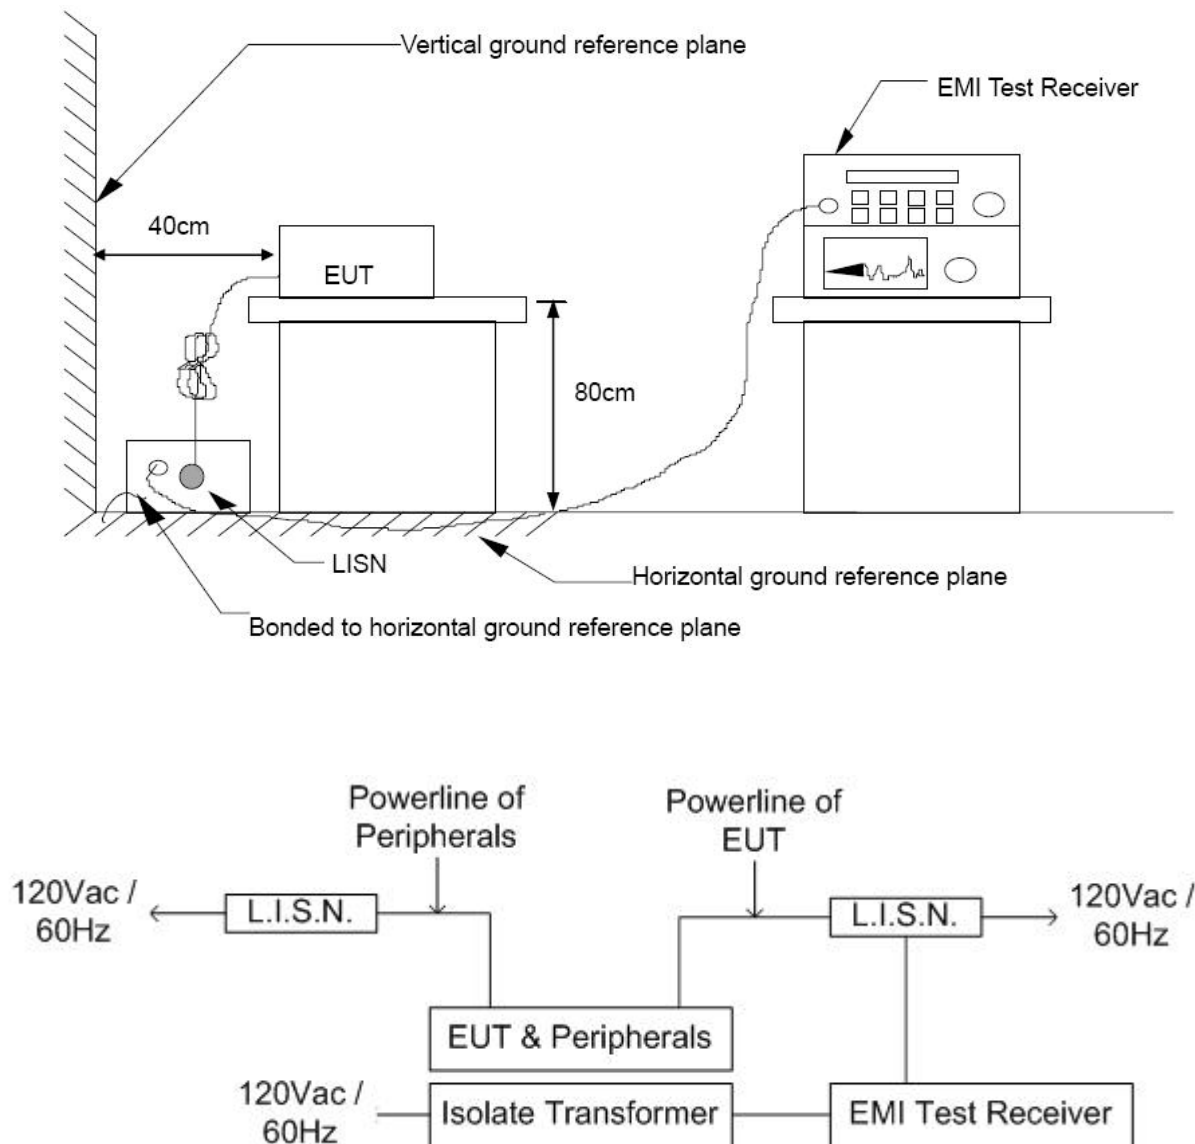 Vertical ground reference plane
EMI Test Receiver
40cm
EUT
80cm
LISN
Horizontal ground reference plane
Bonded to horizontal ground reference plane
Powerline of
Peripherals
Powerline of
EUT
120Vac /
60Hz
L.I.S.N.
L.I.S.N.
120Vac /
60Hz
EUT & Peripherals
120Vac /
60Hz
Isolate Transformer
EMI Test Receiver